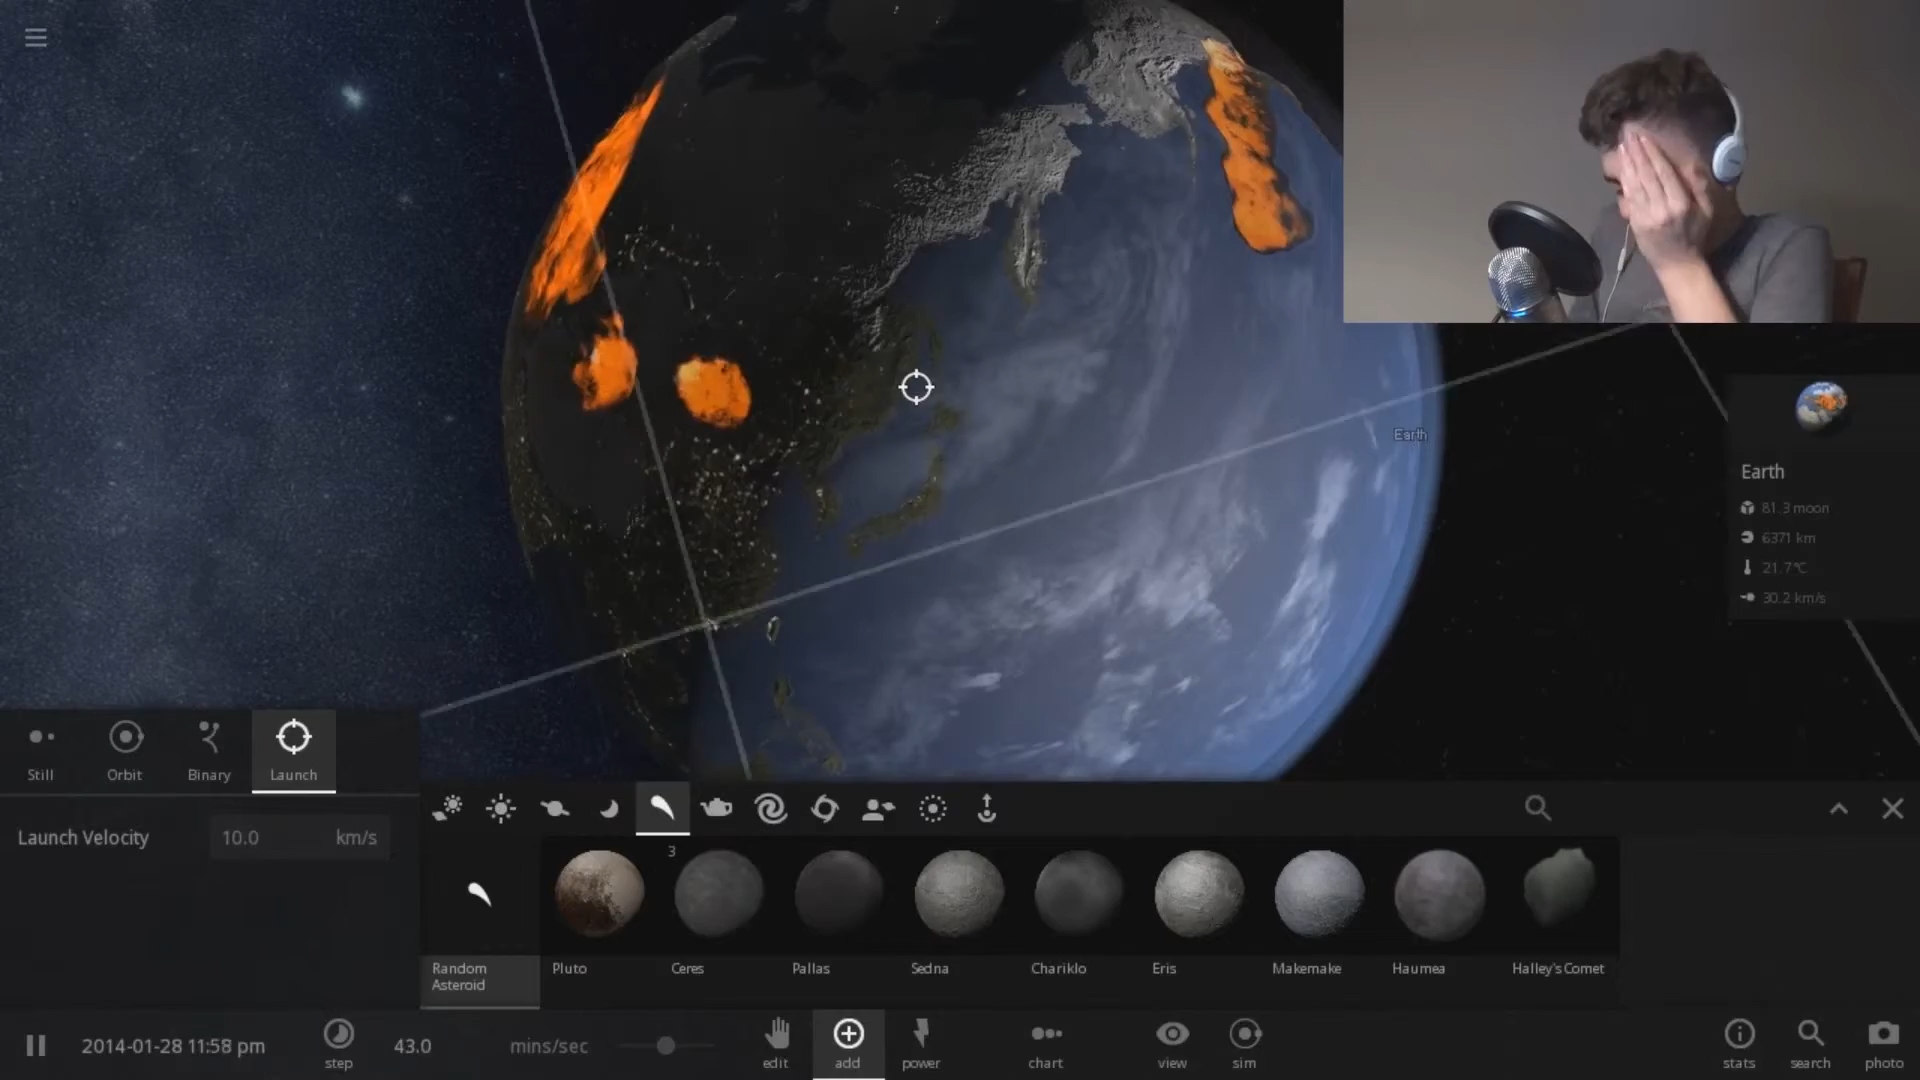 Earth
Earth
81.3 moon
6371 km
21.7°C
30.2 km/s
Still
Orbit
Binary
Launch
Launch Velocity
10.0
km/s
3
Random
Asteroid
Pluto
Ceres
Pallas
Sedna
Chariklo
Eris
Makemake
Haumea
Halley's Comet
2014-01-28 11:58 pm
step
43.0
mins/sec
edit
add
power
chart
view
sim
stats
search
photo